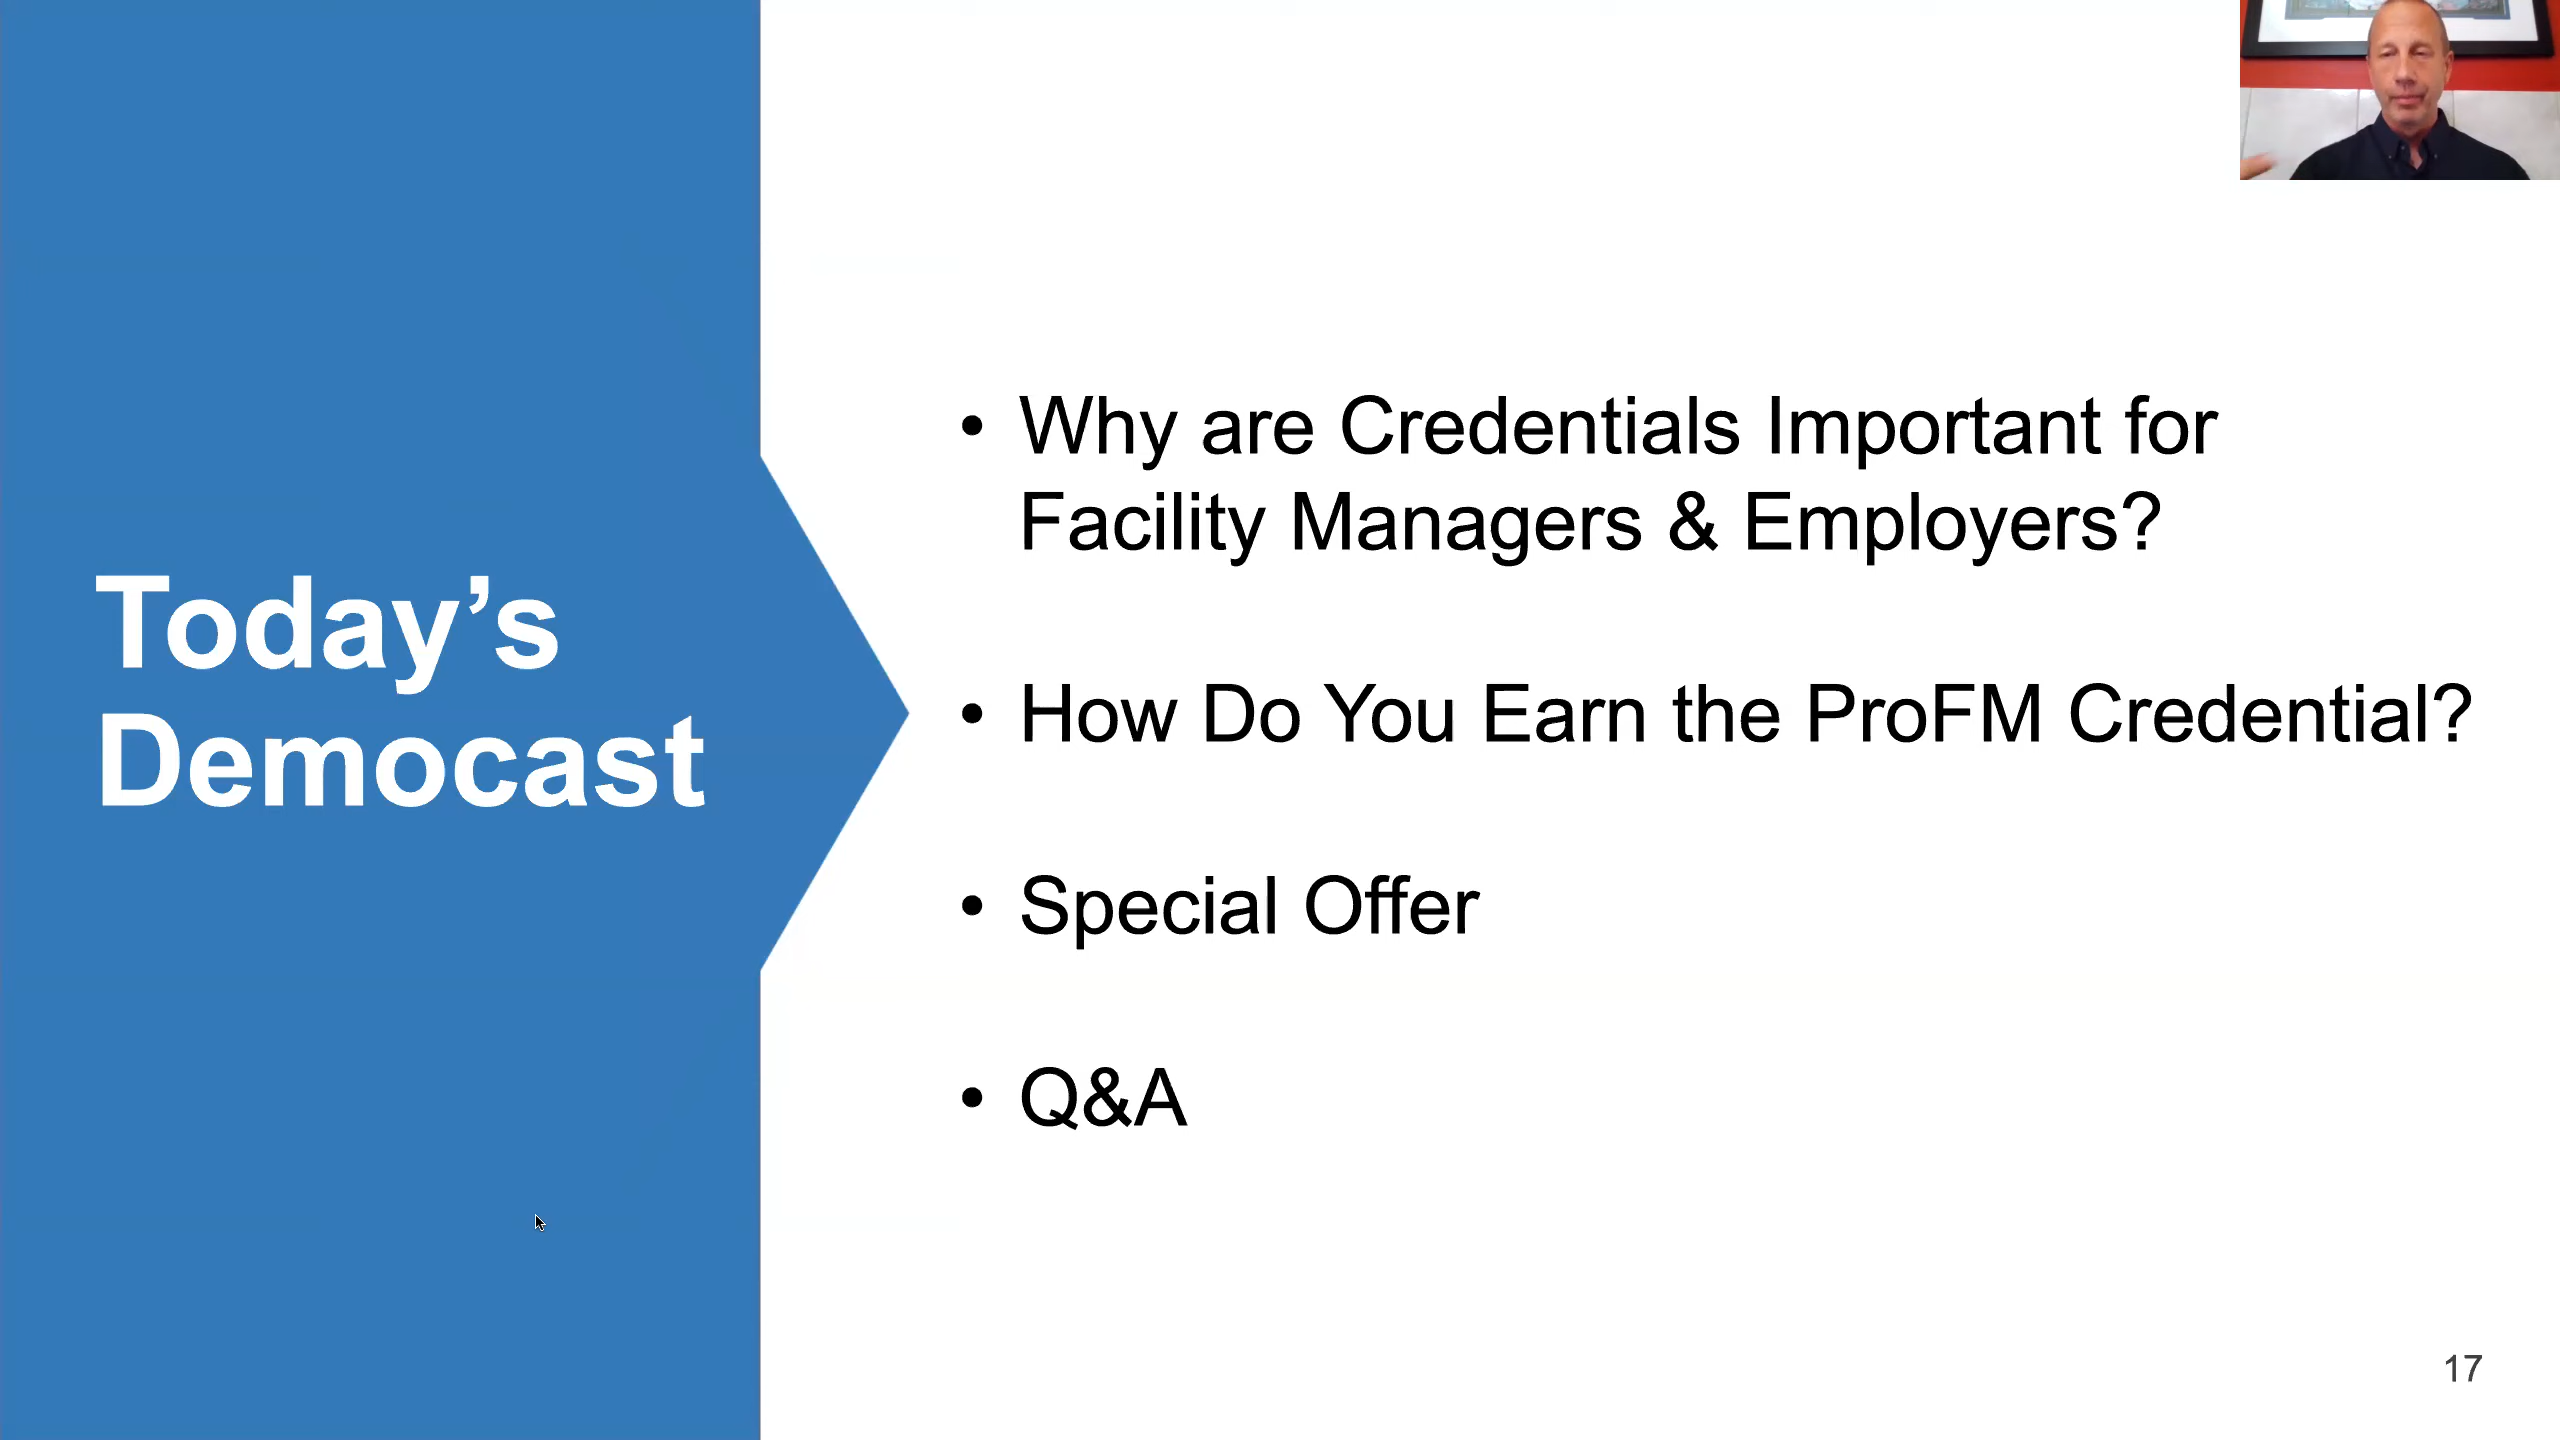 Today’s
Democast
• Why are Credentials Important for
Facility Managers & Employers?
• How Do You Earn the ProFM Credential?
• Special Offer
• Q&A
17